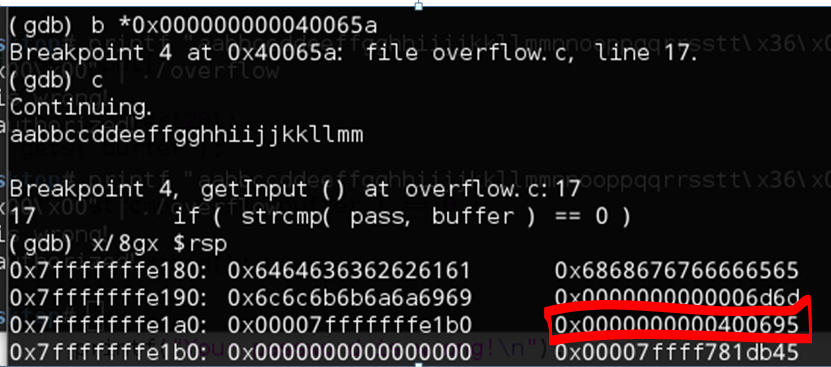 (gdb) b *0x000000000040065a
Breakpoint 4 at 0x40065a: file overflow.c, line 17.
(gdb) c
Continuing.
aabbccddeeffgghhiijjkkllmm
Breakpoint 4, getInput () at overflow.c:17
17 if ( strcmp( pass, buffer ) == 0 )
(gdb) x/8gx $rsp
0x7fffffffe180: 0x6464636362626161 0x6868676766666565
0x7fffffffe190: 0x6c6c6b6b6a6a6969 0x0000000000006d6d
0x7fffffffe1a0: 0x00007fffffffe1b0 0x0000000000400695
0x7fffffffe1b0: 0x0000000000000000 0x00007ffff781db45